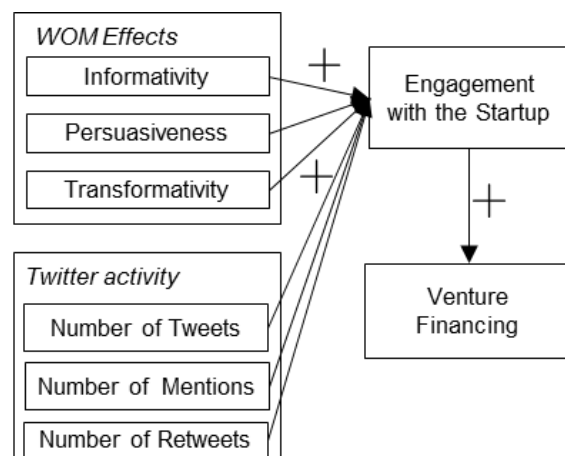 WOM Effects
Informativity
Persuasiveness
Transformativity
+
+
Engagement
with the Startup
+
Venture
Financing
Twitter activity
Number of Tweets
Number of Mentions
Number of Retweets